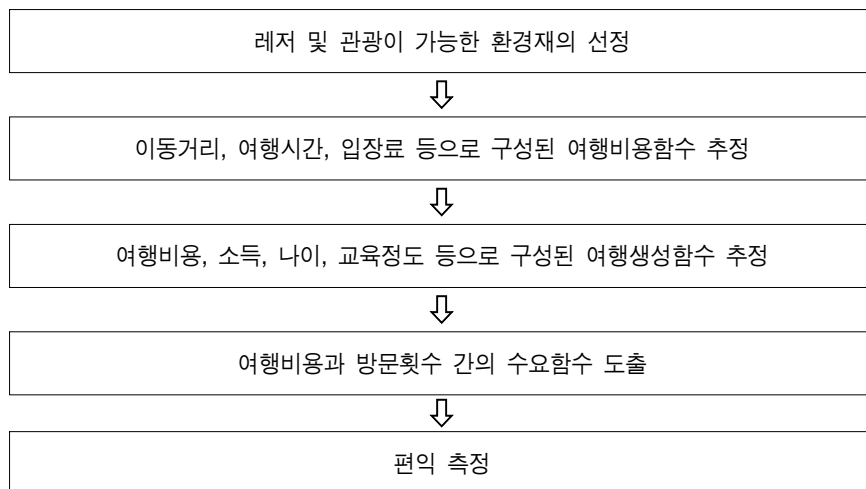 레저 및 관광이 가능한 환경재의 선정
이동거리, 여행시간, 입장료 등으로 구성된 여행비용함수 추정
여행비용, 소득, 나이, 교육정도 등으로 구성된 여행생성함수 추정
여행비용과 방문횟수 간의 수요함수 도출
편익 측정